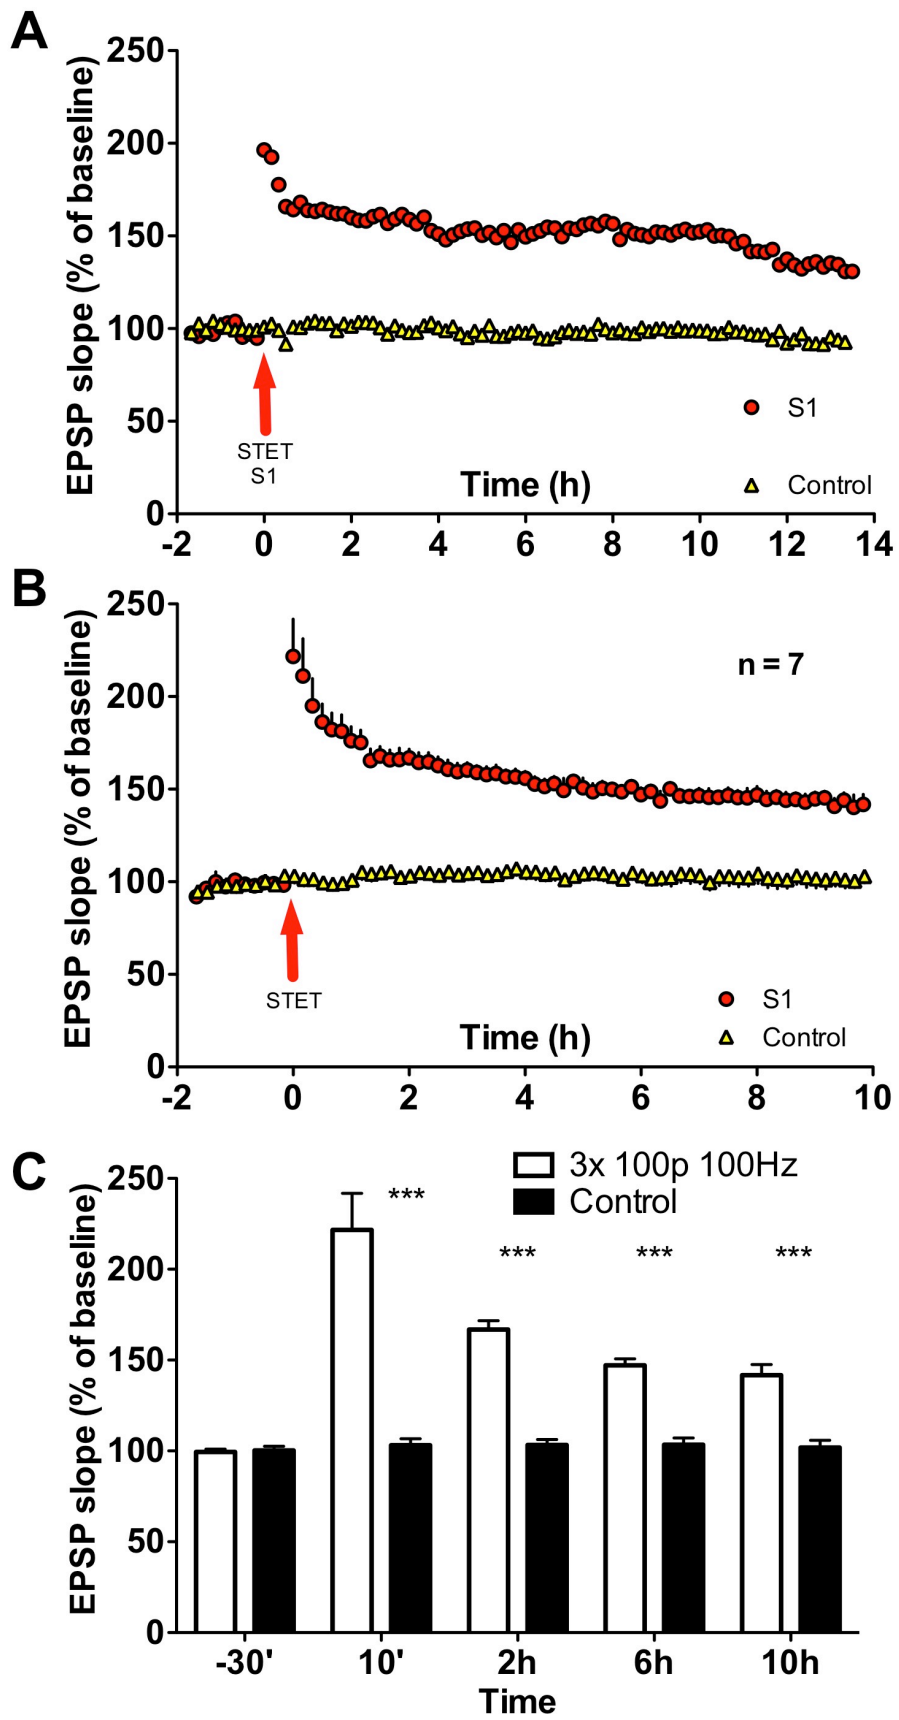 A
EPSP slope (% of baseline)
250
200
150
100
50
0
STET
S1
S1
Control
Time (h)
-2 0 2 4 6 8 10 12 14
B
EPSP slope (% of baseline)
250
200
150
100
50
0
n = 7
STET
S1
Control
Time (h)
-2 0 2 4 6 8 10
C
EPSP slope (% of baseline)
250
200
150
100
50
0
3x 100p 100Hz
Control
***
*** *** ***
-30' 10' 2h 6h 10h
Time